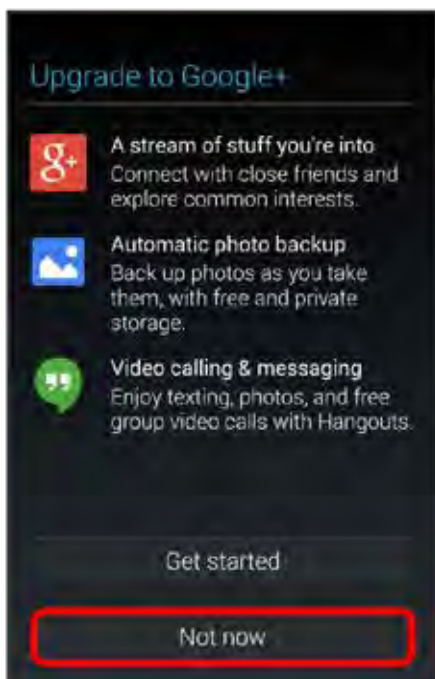 Upgrade to Google+
g+
A stream of stuff you're into
Connect with close friends and
explore common interests.
Automatic photo backup
Back up photos as you take
them, with free and private
storage.
Video calling & messaging
Enjoy texting, photos, and free
group video calls with Hangouts.
Get started
Not now